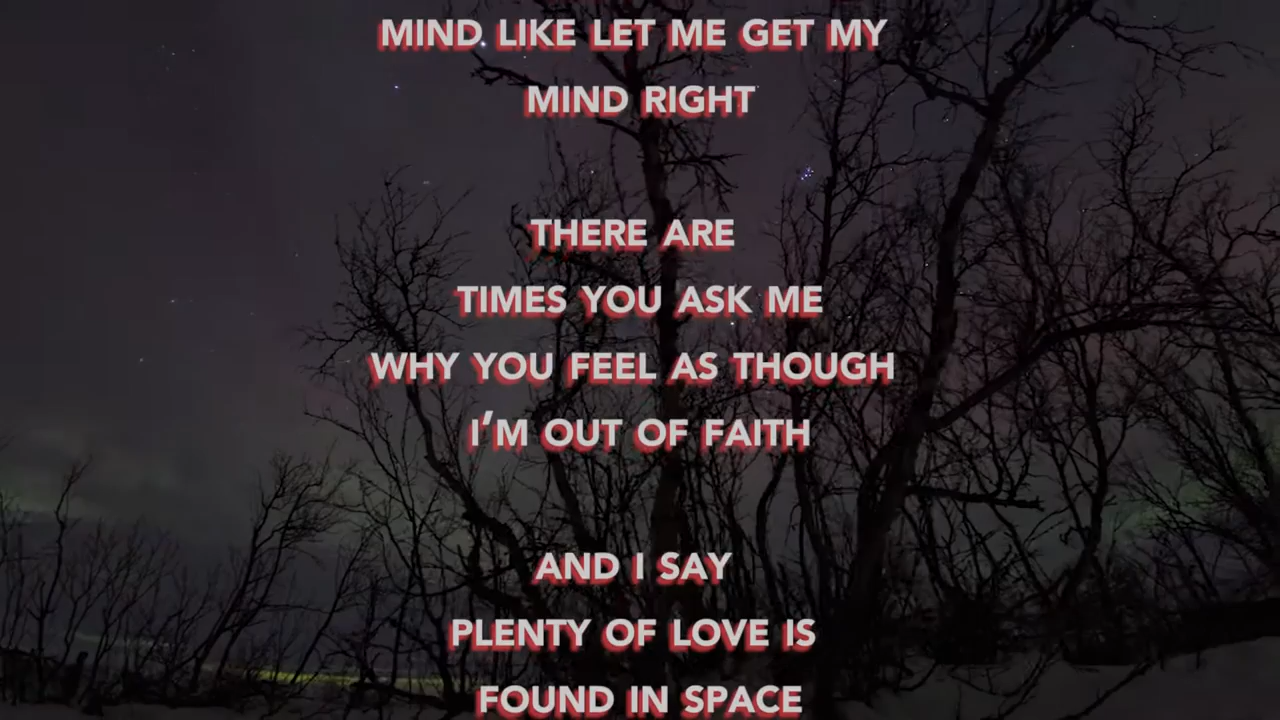 MIND LIKE LET ME GET MY
MIND RIGHT
THERE ARE
TIMES YOU ASK ME
WHY YOU FEEL AS THOUGH
I'M OUT OF FAITH
AND I SAY
PLENTY OF LOVE IS
FOUND IN SPACE